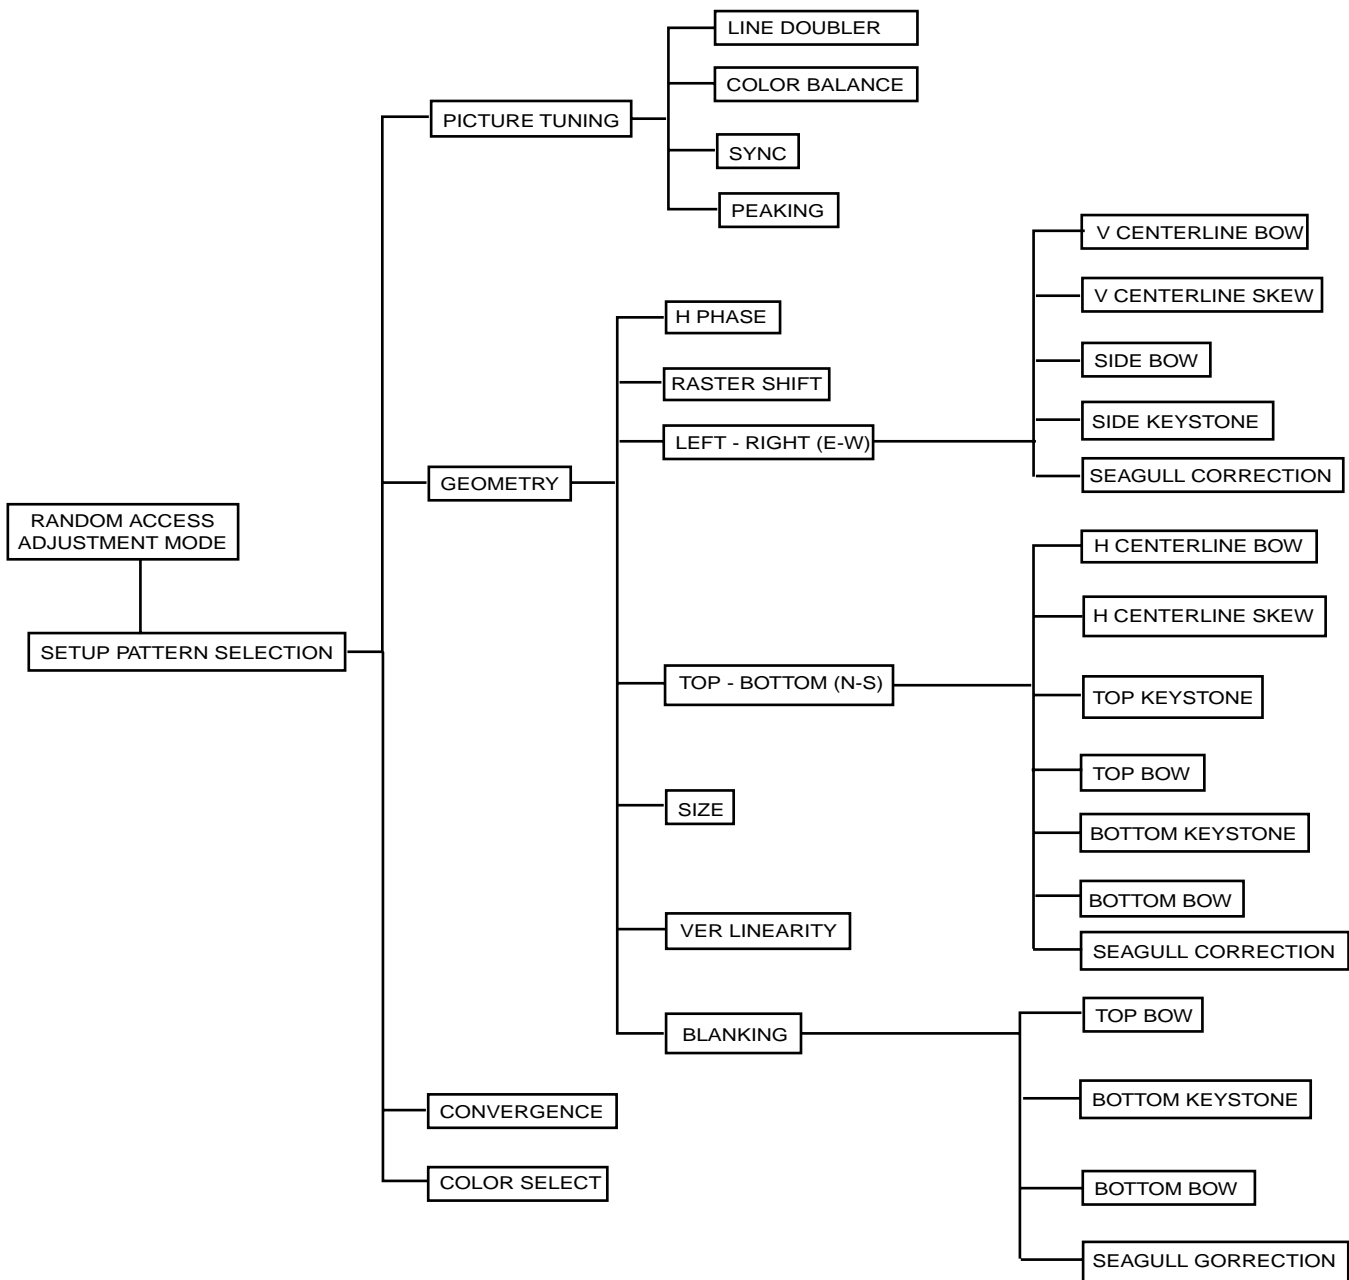 LINE DOUBLER
COLOR BALANCE
PICTURE TUNING
SYNC
PEAKING
V CENTERLINE BOW
V CENTERLINE SKEW
H PHASE
SIDE BOW
RASTER SHIFT
SIDE KEYSTONE
LEFT - RIGHT (E-W)
SEAGULL CORRECTION
GEOMETRY
RANDOM ACCESS
ADJUSTMENT MODE
H CENTERLINE BOW
H CENTERLINE SKEW
SETUP PATTERN SELECTION
TOP - BOTTOM (N-S)
TOP KEYSTONE
TOP BOW
SIZE
BOTTOM KEYSTONE
BOTTOM BOW
VER LINEARITY
SEAGULL CORRECTION
TOP BOW
BLANKING
BOTTOM KEYSTONE
CONVERGENCE
COLOR SELECT
BOTTOM BOW
SEAGULL GORRECTION